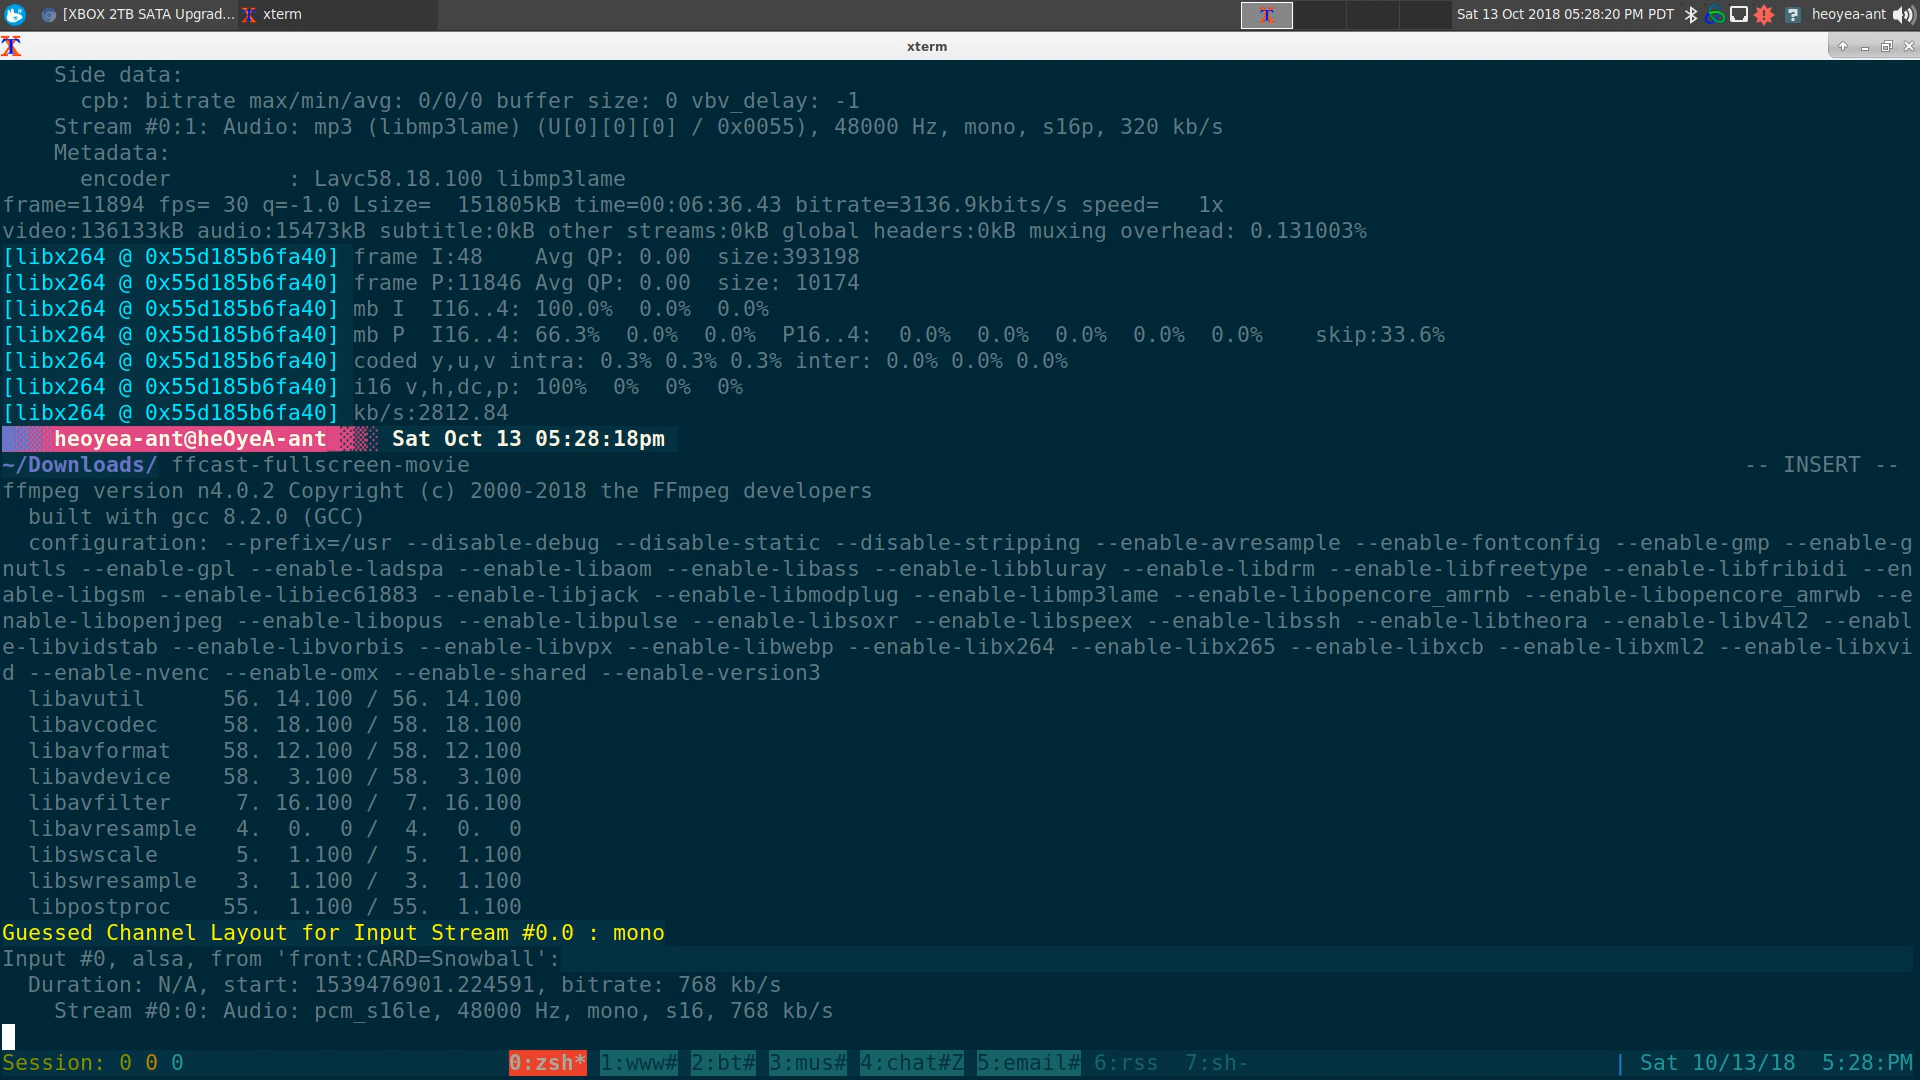 [XBOX 2TB SATA Upgrad... xterm Sat 13 Oct 2018 05:28:20 PM PDT heoyea-ant
xterm
Side data:
cpb: bitrate max/min/avg: 0/0/0 buffer size: 0 vbv_delay: -1
Stream #0:1: Audio: mp3 (libmp3lame) (U[0][0][0] / 0x0055), 48000 Hz, mono, s16p, 320 kb/s
Metadata:
encoder : Lavc58.18.100 libmp3lame
frame=11894 fps= 30 q=-1.0 Lsize= 151805kB time=00:06:36.43 bitrate=3136.9kbits/s speed= 1x
video:136133kB audio:15473kB subtitle:0kB other streams:0kB global headers:0kB muxing overhead: 0.131003%
[libx264 @ 0x55d185b6fa40] frame I:48 Avg QP: 0.00 size:393198
[libx264 @ 0x55d185b6fa40] frame P:11846 Avg QP: 0.00 size: 10174
[libx264 @ 0x55d185b6fa40] mb I I16..4: 100.0% 0.0% 0.0%
[libx264 @ 0x55d185b6fa40] mb P I16..4: 66.3% 0.0% 0.0% P16..4: 0.0% 0.0% 0.0% 0.0% 0.0% skip:33.6%
[libx264 @ 0x55d185b6fa40] coded y,u,v intra: 0.3% 0.3% 0.3% inter: 0.0% 0.0% 0.0%
[libx264 @ 0x55d185b6fa40] i16 v,h,dc,p: 100% 0% 0% 0%
[libx264 @ 0x55d185b6fa40] kb/s:2812.84
heoyea-ant@heOyeA-ant Sat Oct 13 05:28:18pm
~/Downloads/ ffcast-fullscreen-movie -- INSERT --
ffmpeg version n4.0.2 Copyright (c) 2000-2018 the FFmpeg developers
built with gcc 8.2.0 (GCC)
configuration: --prefix=/usr --disable-debug --disable-static --disable-stripping --enable-avresample --enable-fontconfig --enable-gmp --enable-g
nutls --enable-gpl --enable-ladspa --enable-libaom --enable-libass --enable-libbluray --enable-libdrm --enable-libfreetype --enable-libfribidi --en
able-libgsm --enable-libiec61883 --enable-libjack --enable-libmodplug --enable-libmp3lame --enable-libopencore_amrnb --enable-libopencore_amrwb --e
nable-libopenjpeg --enable-libopus --enable-libpulse --enable-libsoxr --enable-libspeex --enable-libssh --enable-libtheora --enable-libv4l2 --enabl
e-libvidstab --enable-libvorbis --enable-libvpx --enable-libwebp --enable-libx264 --enable-libx265 --enable-libxcb --enable-libxml2 --enable-libxvi
d --enable-nvenc --enable-omx --enable-shared --enable-version3
libavutil 56. 14.100 / 56. 14.100
libavcodec 58. 18.100 / 58. 18.100
libavformat 58. 12.100 / 58. 12.100
libavdevice 58. 3.100 / 58. 3.100
libavfilter 7. 16.100 / 7. 16.100
libavresample 4. 0. 0 / 4. 0. 0
libswscale 5. 1.100 / 5. 1.100
libswresample 3. 1.100 / 3. 1.100
libpostproc 55. 1.100 / 55. 1.100
Guessed Channel Layout for Input Stream #0.0 : mono
Input #0, alsa, from 'front:CARD=Snowball':
Duration: N/A, start: 1539476901.224591, bitrate: 768 kb/s
Stream #0:0: Audio: pcm_s16le, 48000 Hz, mono, s16, 768 kb/s
Session: 0 0 0 0:zsh* 1:www# 2:bt# 3:mus# 4:chat#Z 5:email# 6:rss 7:sh- | Sat 10/13/18 5:28:PM